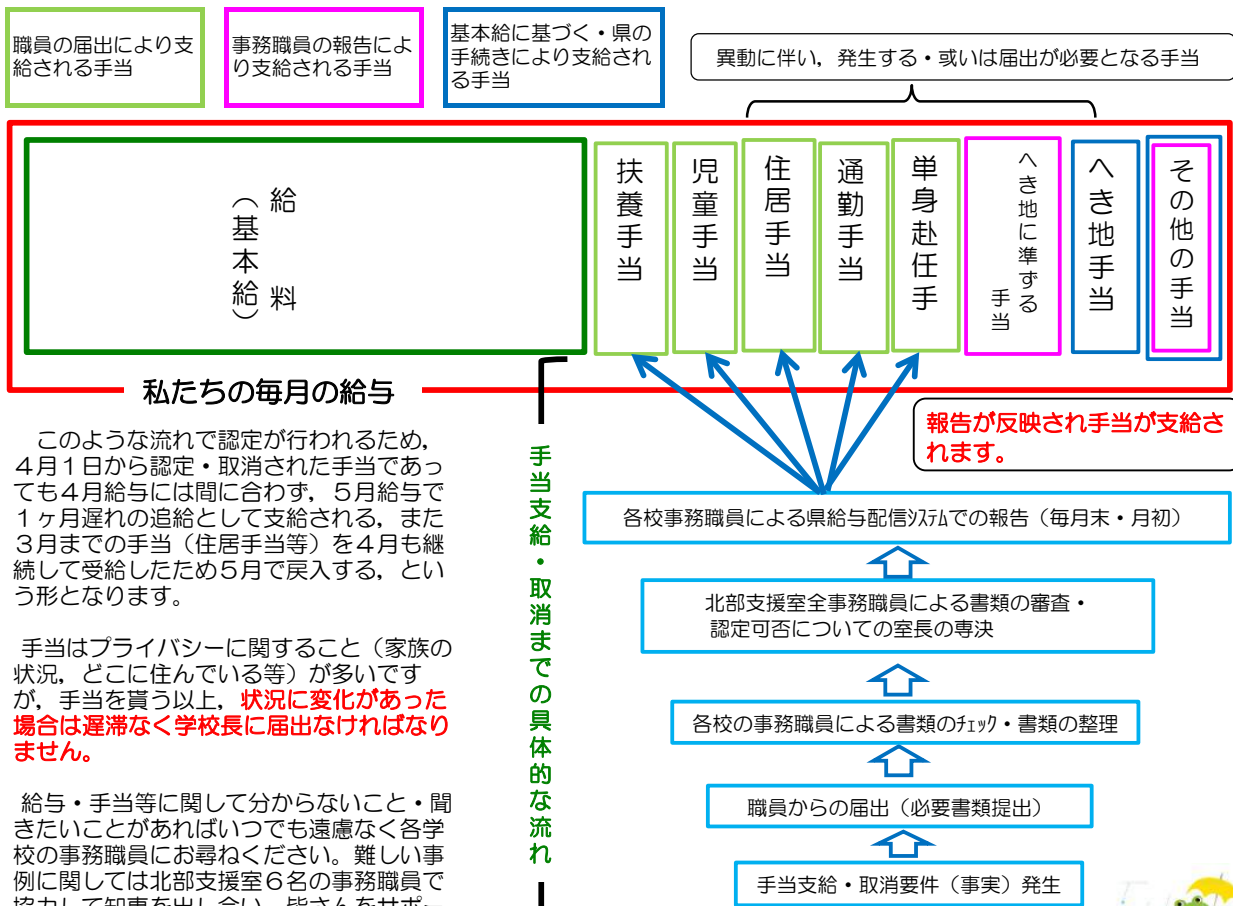 職員の届出により支
給される手当
事務職員の報告によ
り支給される手当
基本給に基づく・県の
手続きにより支給され
る手当
異動に伴い，発生する・或いは届出が必要となる手当
給料
（基本給）
扶養手当
児童手当
住居手当
通勤手当
単身赴任手
へき地に準ずる
手当
へき地手当
その他の手当
私たちの毎月の給与
このような流れで認定が行われるため，
４月１日から認定・取消された手当であっ
ても４月給与には間に合わず，５月給与で
１ヶ月遅れの追給として支給される，また
３月までの手当（住居手当等）を４月も継
続して受給したため５月で戻入する，とい
う形となります。
手当はプライバシーに関すること（家族の
状況，どこに住んでいる等）が多いです
が，手当を貰う以上，状況に変化があった
場合は遅滞なく学校長に届出なければなり
ません。
給与・手当等に関して分からないこと・聞
きたいことがあればいつでも遠慮なく各学
校の事務職員にお尋ねください。難しい事
例に関しては北部支援室６名の事務職員で
協力して知恵を出し合い，皆さんをサポー
手当支給・取消までの具体的な流れ
報告が反映され手当が支給さ
れます。
各校事務職員による県給与配信ｼｽﾃﾑでの報告（毎月末・月初）
北部支援室全事務職員による書類の審査・
認定可否についての室長の専決
各校の事務職員による書類のﾁｪｯｸ・書類の整理
職員からの届出（必要書類提出）
手当支給・取消要件（事実）発生